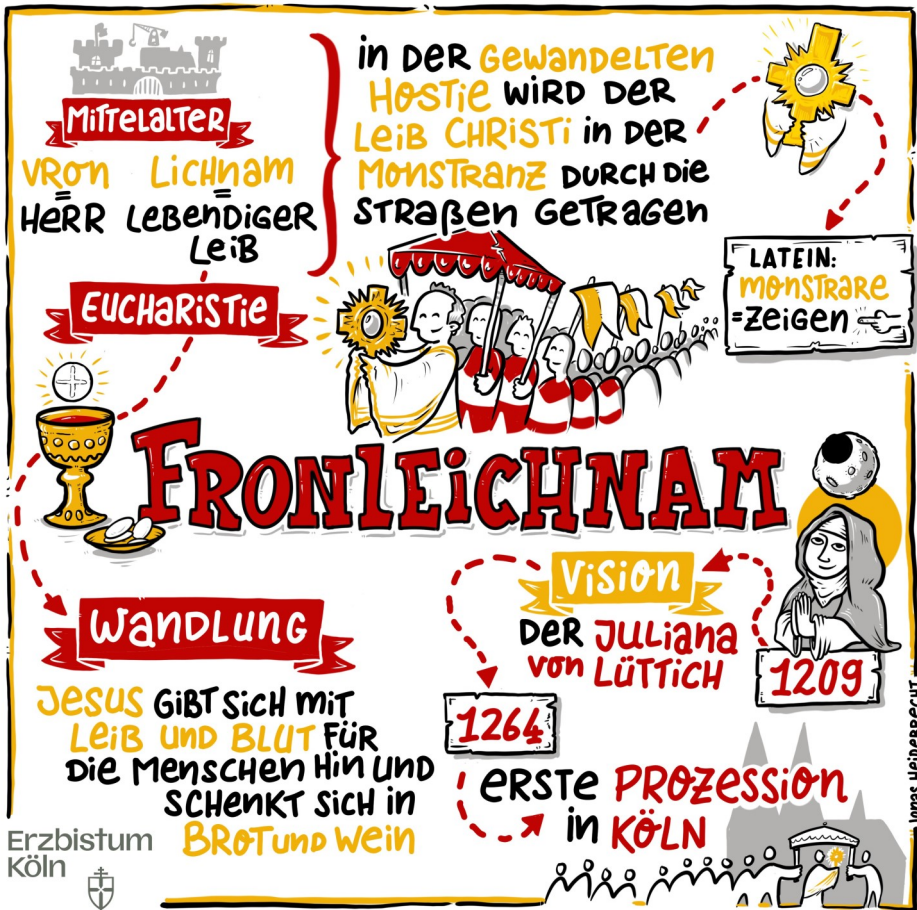 MITTELALTER
VRON LICHNAM
= =
HERR LEBENDIGER
LEIB
IN DER GEWANDELTEN
HOSTIE WIRD DER
LEIB CHRISTI IN DER
MONSTRANZ DURCH DIE
STRAßEN GETRAGEN
LATEIN:
MONSTRARE
=ZEIGEN
EUCHARISTIE
FRONLEICHNAM
WANDLUNG
JESUS GIBT SICH MIT
LEIB UND BLUT FÜR
DIE MENSCHEN HIN UND
SCHENKT SICH IN
BROT UND WEIN
VISION
DER JULIANA
VON LÜTTICH
1209
1264
ERSTE PROZESSION
IN KÖLN
Erzbistum
Köln
JONAS HEIDEBRECHT